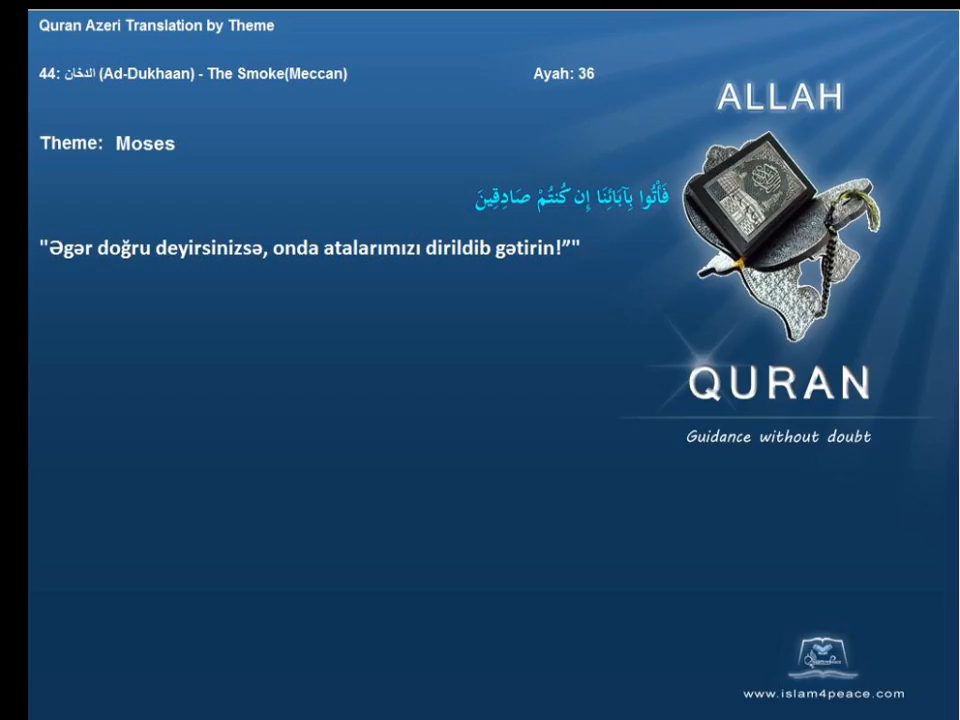 Quran Azeri Translation by Theme
44: الدخان (Ad-Dukhaan) - The Smoke(Meccan) Ayah: 36
ALLAH
Theme: Moses
فَأْتُوا بِآبَائِنَا إِن كُنتُمْ صَادِقِينَ
"Əgər doğru deyirsinizsə, onda atalarımızı dirildib gətirin!”"
QURAN
Guidance without doubt
www.islam4peace.com